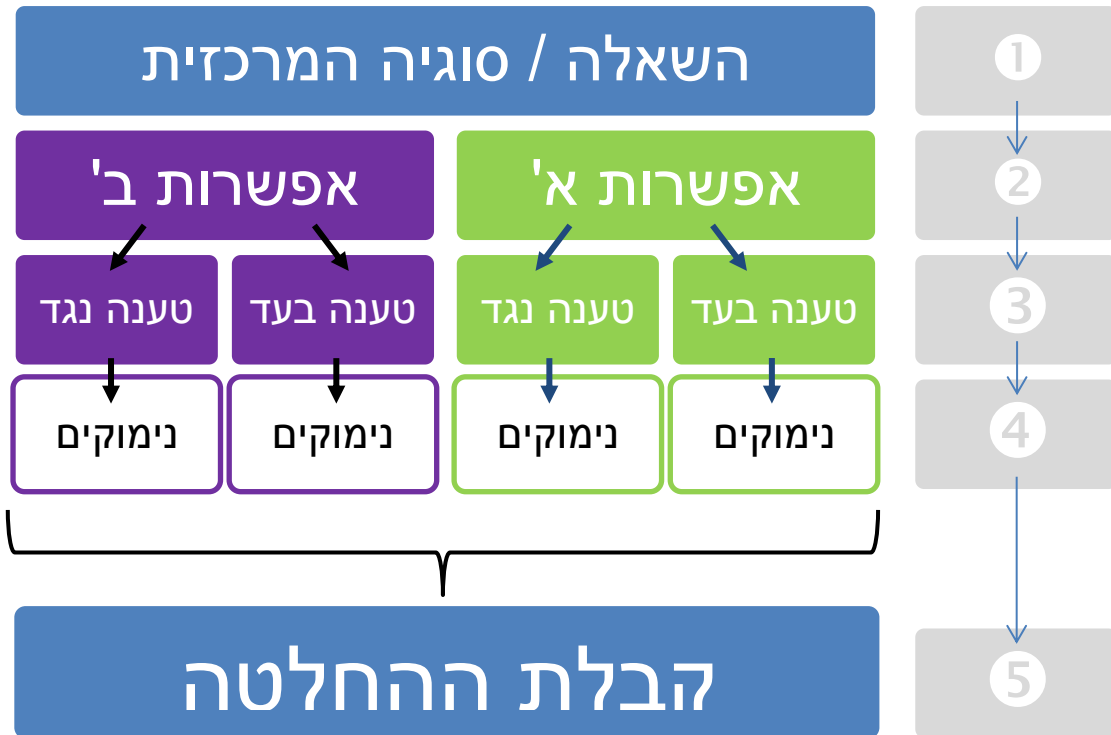 השאלה / סוגיה המרכזית
1
אפשרות א'
אפשרות ב'
2
טענה בעד
טענה נגד
טענה בעד
טענה נגד
3
נימוקים
נימוקים
נימוקים
נימוקים
4
קבלת ההחלטה
5